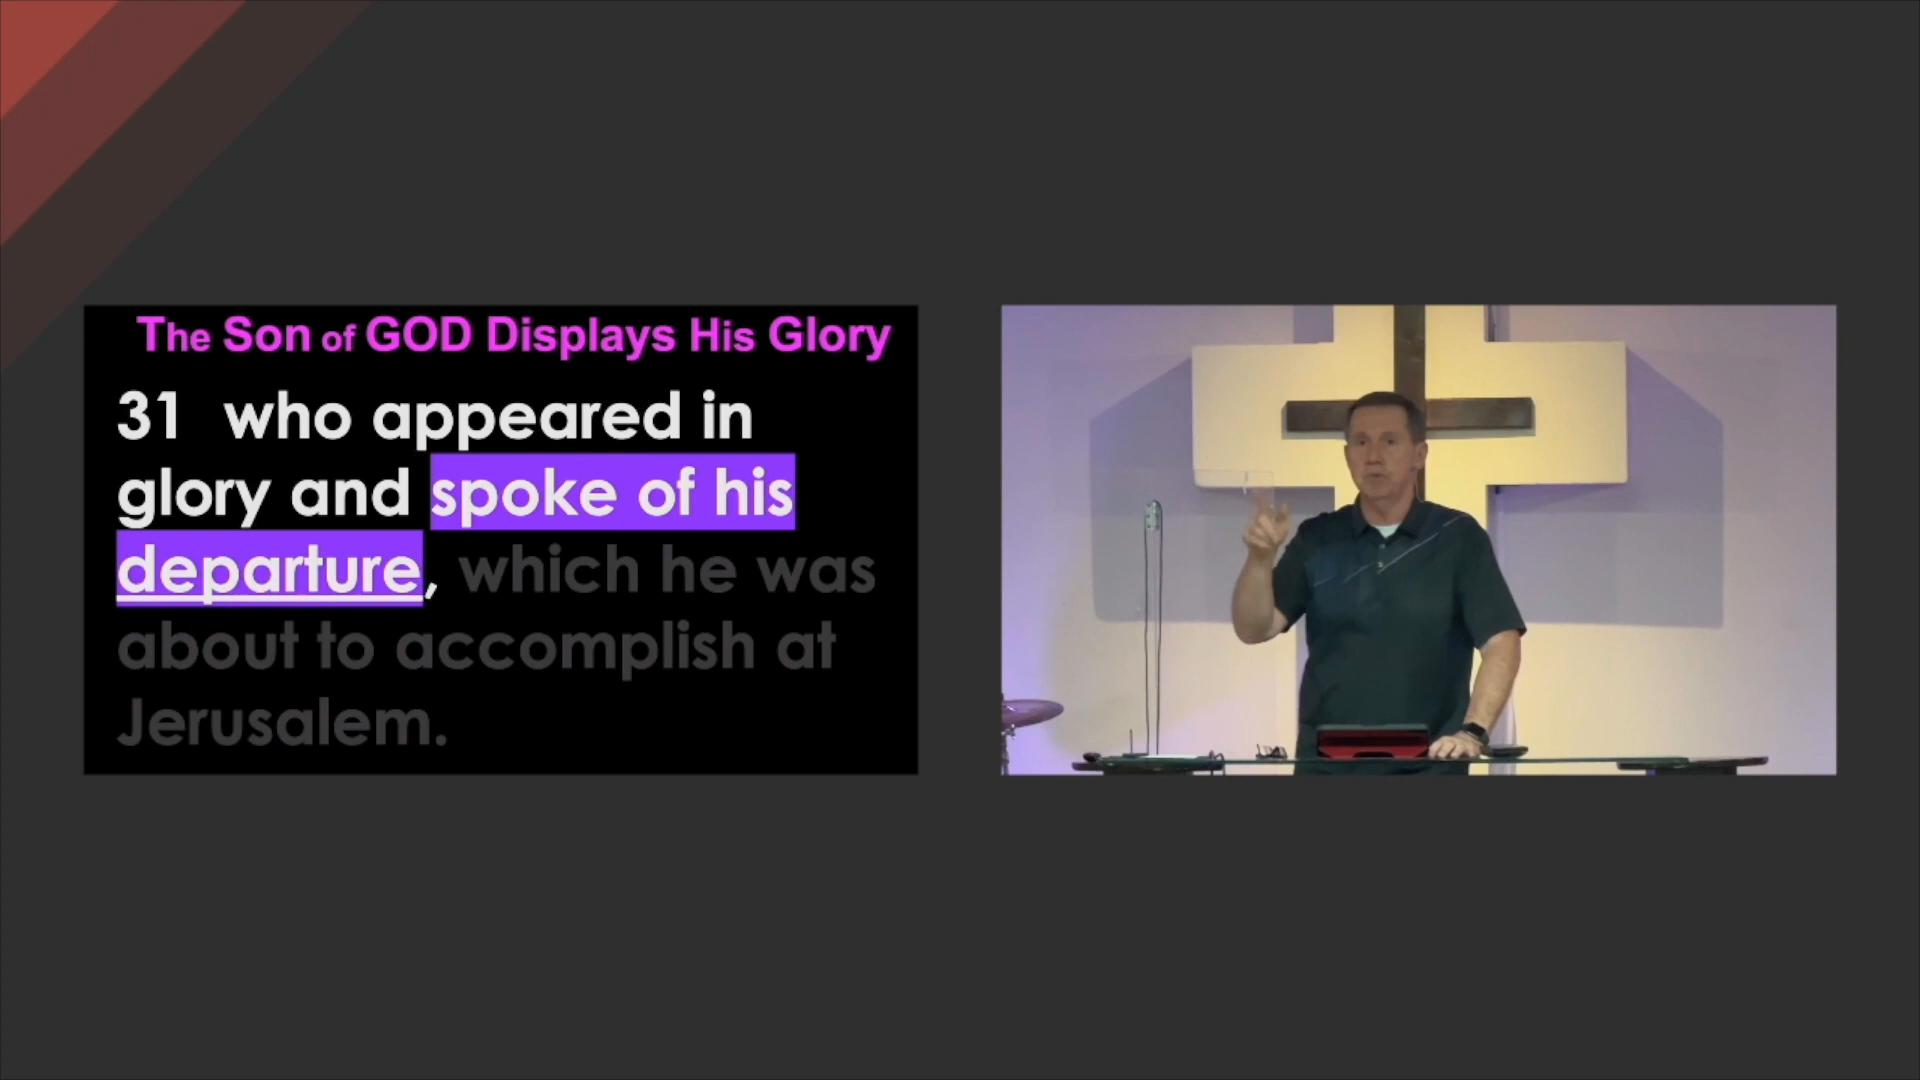 The Son of GOD Displays His Glory
31 who appeared in
glory and spoke of his
departure, which he was
about to accomplish at
Jerusalem.